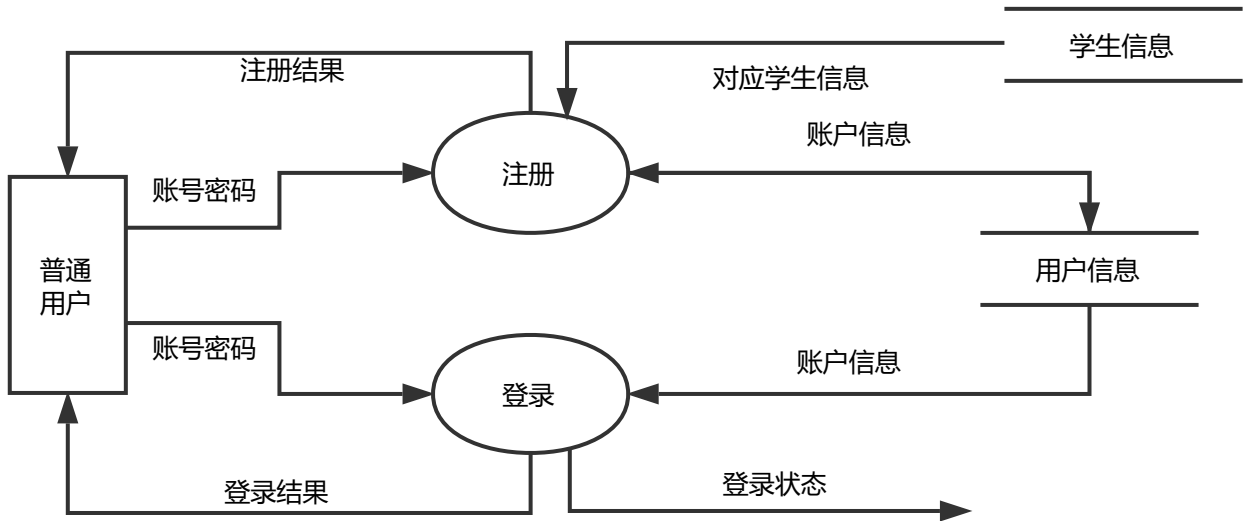 学生信息
注册结果
对应学生信息
账户信息
注册
账号密码
普通
用户
用户信息
账号密码
账户信息
登录
登录状态
登录结果